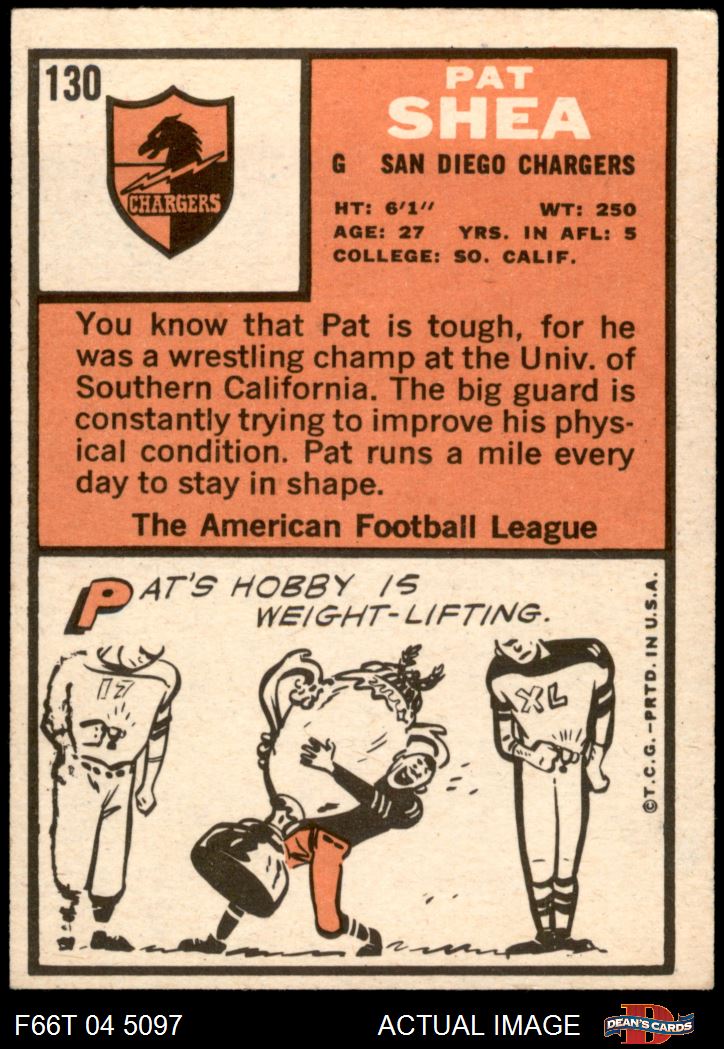 130
CHARGERS
PAT
SHEA
G SAN DIEGO CHARGERS
HT: 6'1" WT: 250
AGE: 27 YRS. IN AFL: 5
COLLEGE: SO. CALIF.
You know that Pat is tough, for he
was a wrestling champ at the Univ. of
Southern California. The big guard is
constantly trying to improve his phys-
ical condition. Pat runs a mile every
day to stay in shape.
The American Football League
PAT'S HOBBY IS
WEIGHT-LIFTING.
17
XL
©T.C.G.-PRTD. IN U.S.A.
F66T 04 5097 ACTUAL IMAGE
D
DEAN'S CARDS